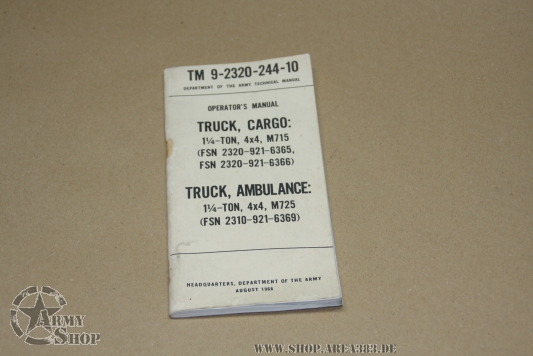 TM 9-2320-244-10
DEPARTMENT OF THE ARMY TECHNICAL MANUAL
OPERATOR'S MANUAL
TRUCK, CARGO:
1¼-TON, 4x4, M715
(FSN 2320-921-6365,
FSN 2320-921-6366)
TRUCK, AMBULANCE:
1¼-TON, 4x4, M725
(FSN 2310-921-6369)
HEADQUARTERS, DEPARTMENT OF THE ARMY
AUGUST 1966
ARMY
SHOP
WWW.SHOP.AREA383.DE